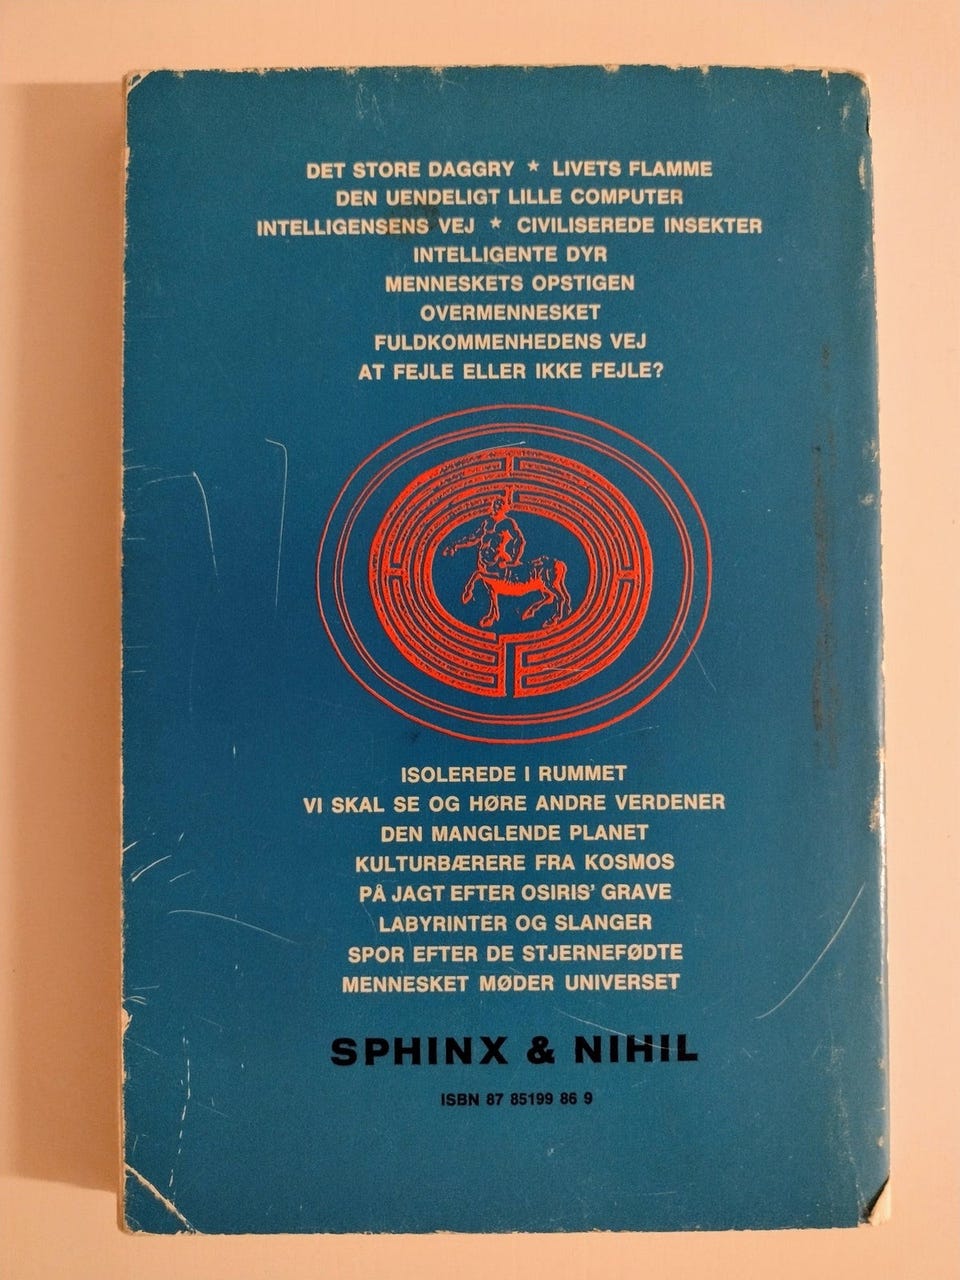 DET STORE DAGGRY ★ LIVETS FLAMME
DEN UENDELIGT LILLE COMPUTER
INTELLIGENSENS VEJ ★ CIVILISEREDE INSEKTER
INTELLIGENTE DYR
MENNESKETS OPSTIGEN
OVERMENNESKET
FULDKOMMENHEDENS VEJ
AT FEJLE ELLER IKKE FEJLE?
ISOLEREDE I RUMMET
VI SKAL SE OG HØRE ANDRE VERDENER
DEN MANGLENDE PLANET
KULTURBÆRERE FRA KOSMOS
PÅ JAGT EFTER OSIRIS' GRAVE
LABYRINTER OG SLANGER
SPOR EFTER DE STJERNEFØDTE
MENNESKET MØDER UNIVERSET
SPHINX & NIHIL
ISBN 87 85199 86 9